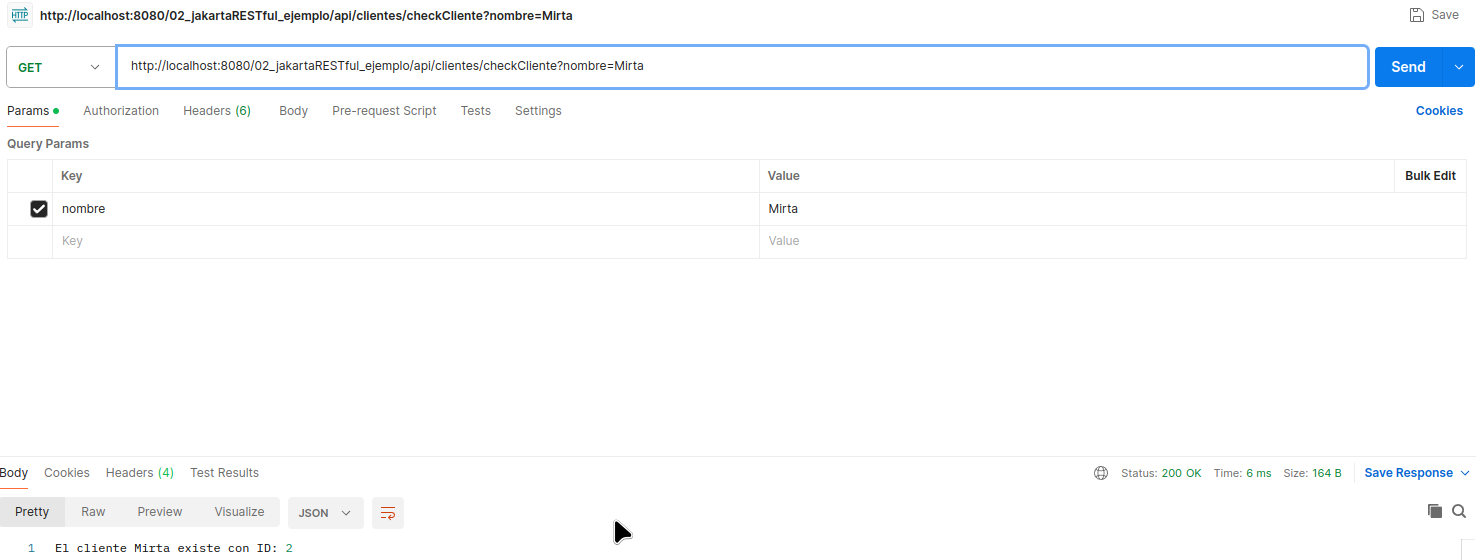 HTTP http://localhost:8080/02_jakartaRESTful_ejemplo/api/clientes/checkCliente?nombre=Mirta Save
GET http://localhost:8080/02_jakartaRESTful_ejemplo/api/clientes/checkCliente?nombre=Mirta Send
Params Authorization Headers (6) Body Pre-request Script Tests Settings Cookies
Query Params
Key Value Bulk Edit
nombre Mirta
Key Value
Body Cookies Headers (4) Test Results Status: 200 OK Time: 6 ms Size: 164 B Save Response
Pretty Raw Preview Visualize JSON
1 El cliente Mirta existe con ID: 2